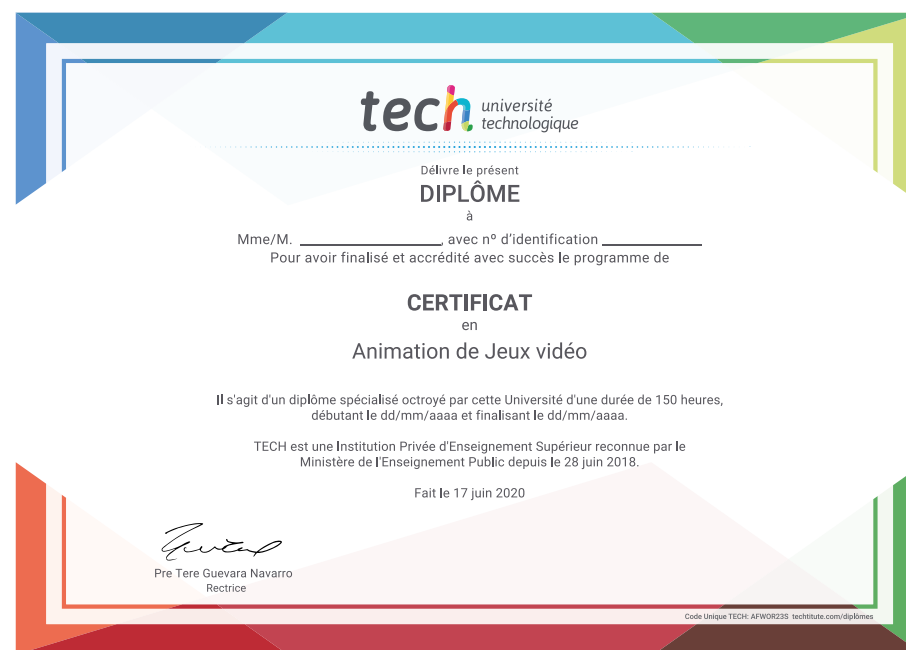 tech université
technologique
Délivre le présent
DIPLÔME
à
Mme/M. ____________________, avec nº d'identification ______________
Pour avoir finalisé et accrédité avec succès le programme de
CERTIFICAT
en
Animation de Jeux vidéo
Il s'agit d'un diplôme spécialisé octroyé par cette Université d'une durée de 150 heures,
débutant le dd/mm/aaaa et finalisant le dd/mm/aaaa.
TECH est une Institution Privée d'Enseignement Supérieur reconnue par le
Ministère de l'Enseignement Public depuis le 28 juin 2018.
Fait le 17 juin 2020
Pre Tere Guevara Navarro
Rectrice
Code Unique TECH: AFWOR23S techtitute.com/diplômes